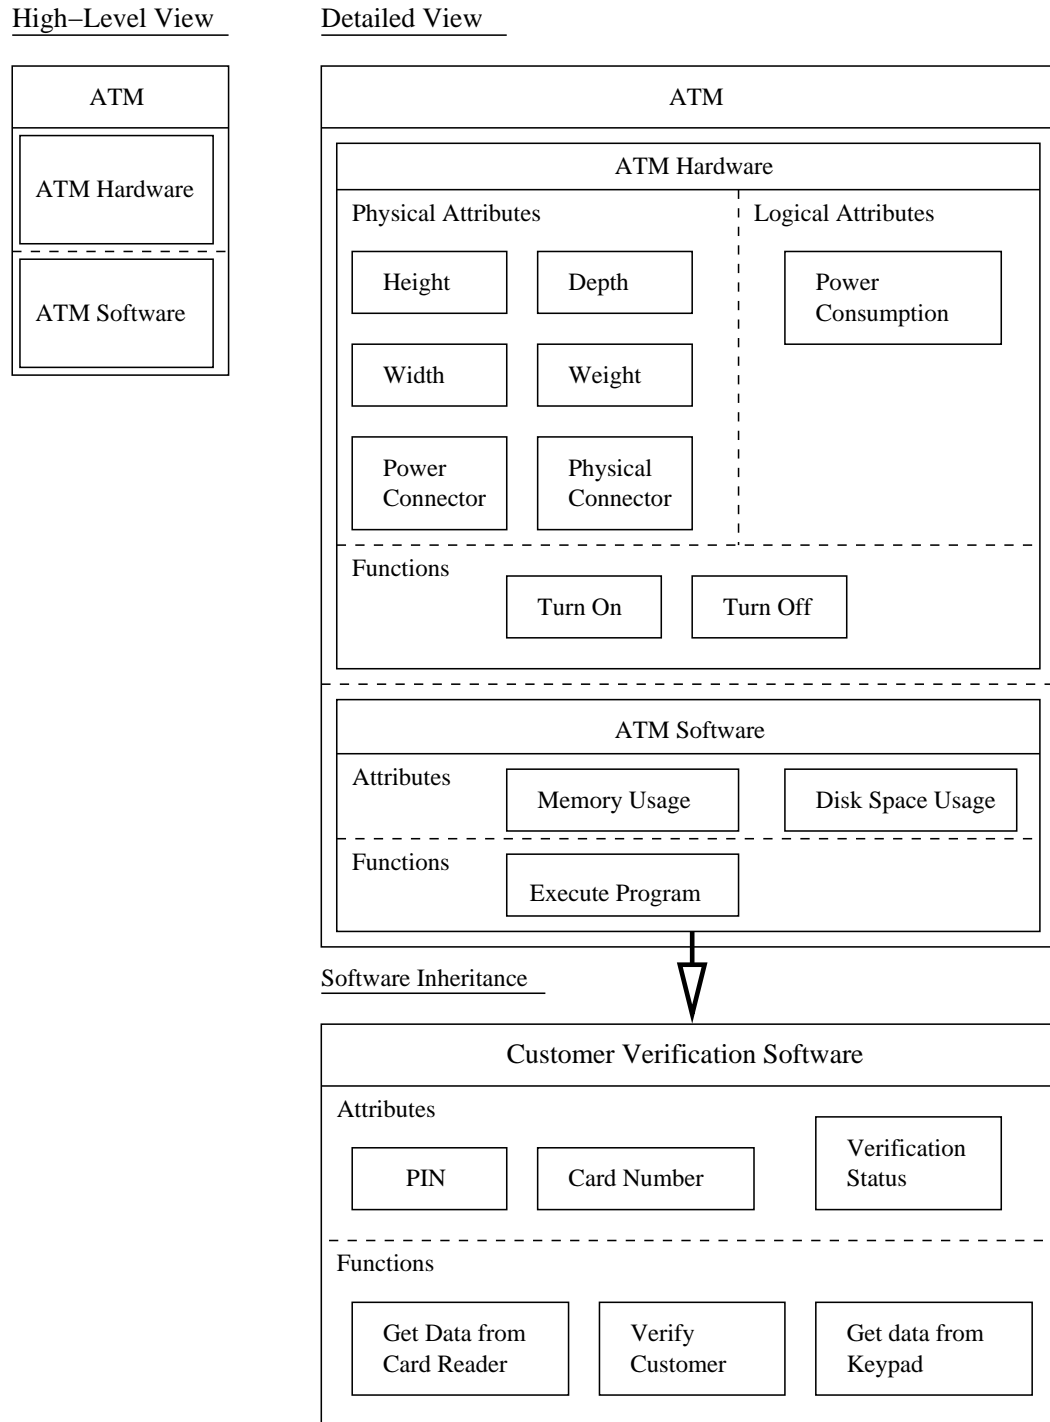 High–Level View
Detailed View
ATM
ATM Hardware
ATM Software
ATM
ATM Hardware
Physical Attributes
Logical Attributes
Height
Depth
Power
Consumption
Width
Weight
Power
Connector
Physical
Connector
Functions
Turn On
Turn Off
ATM Software
Attributes
Memory Usage
Disk Space Usage
Functions
Execute Program
Software Inheritance
Customer Verification Software
Attributes
PIN
Card Number
Verification
Status
Functions
Get Data from
Card Reader
Verify
Customer
Get data from
Keypad